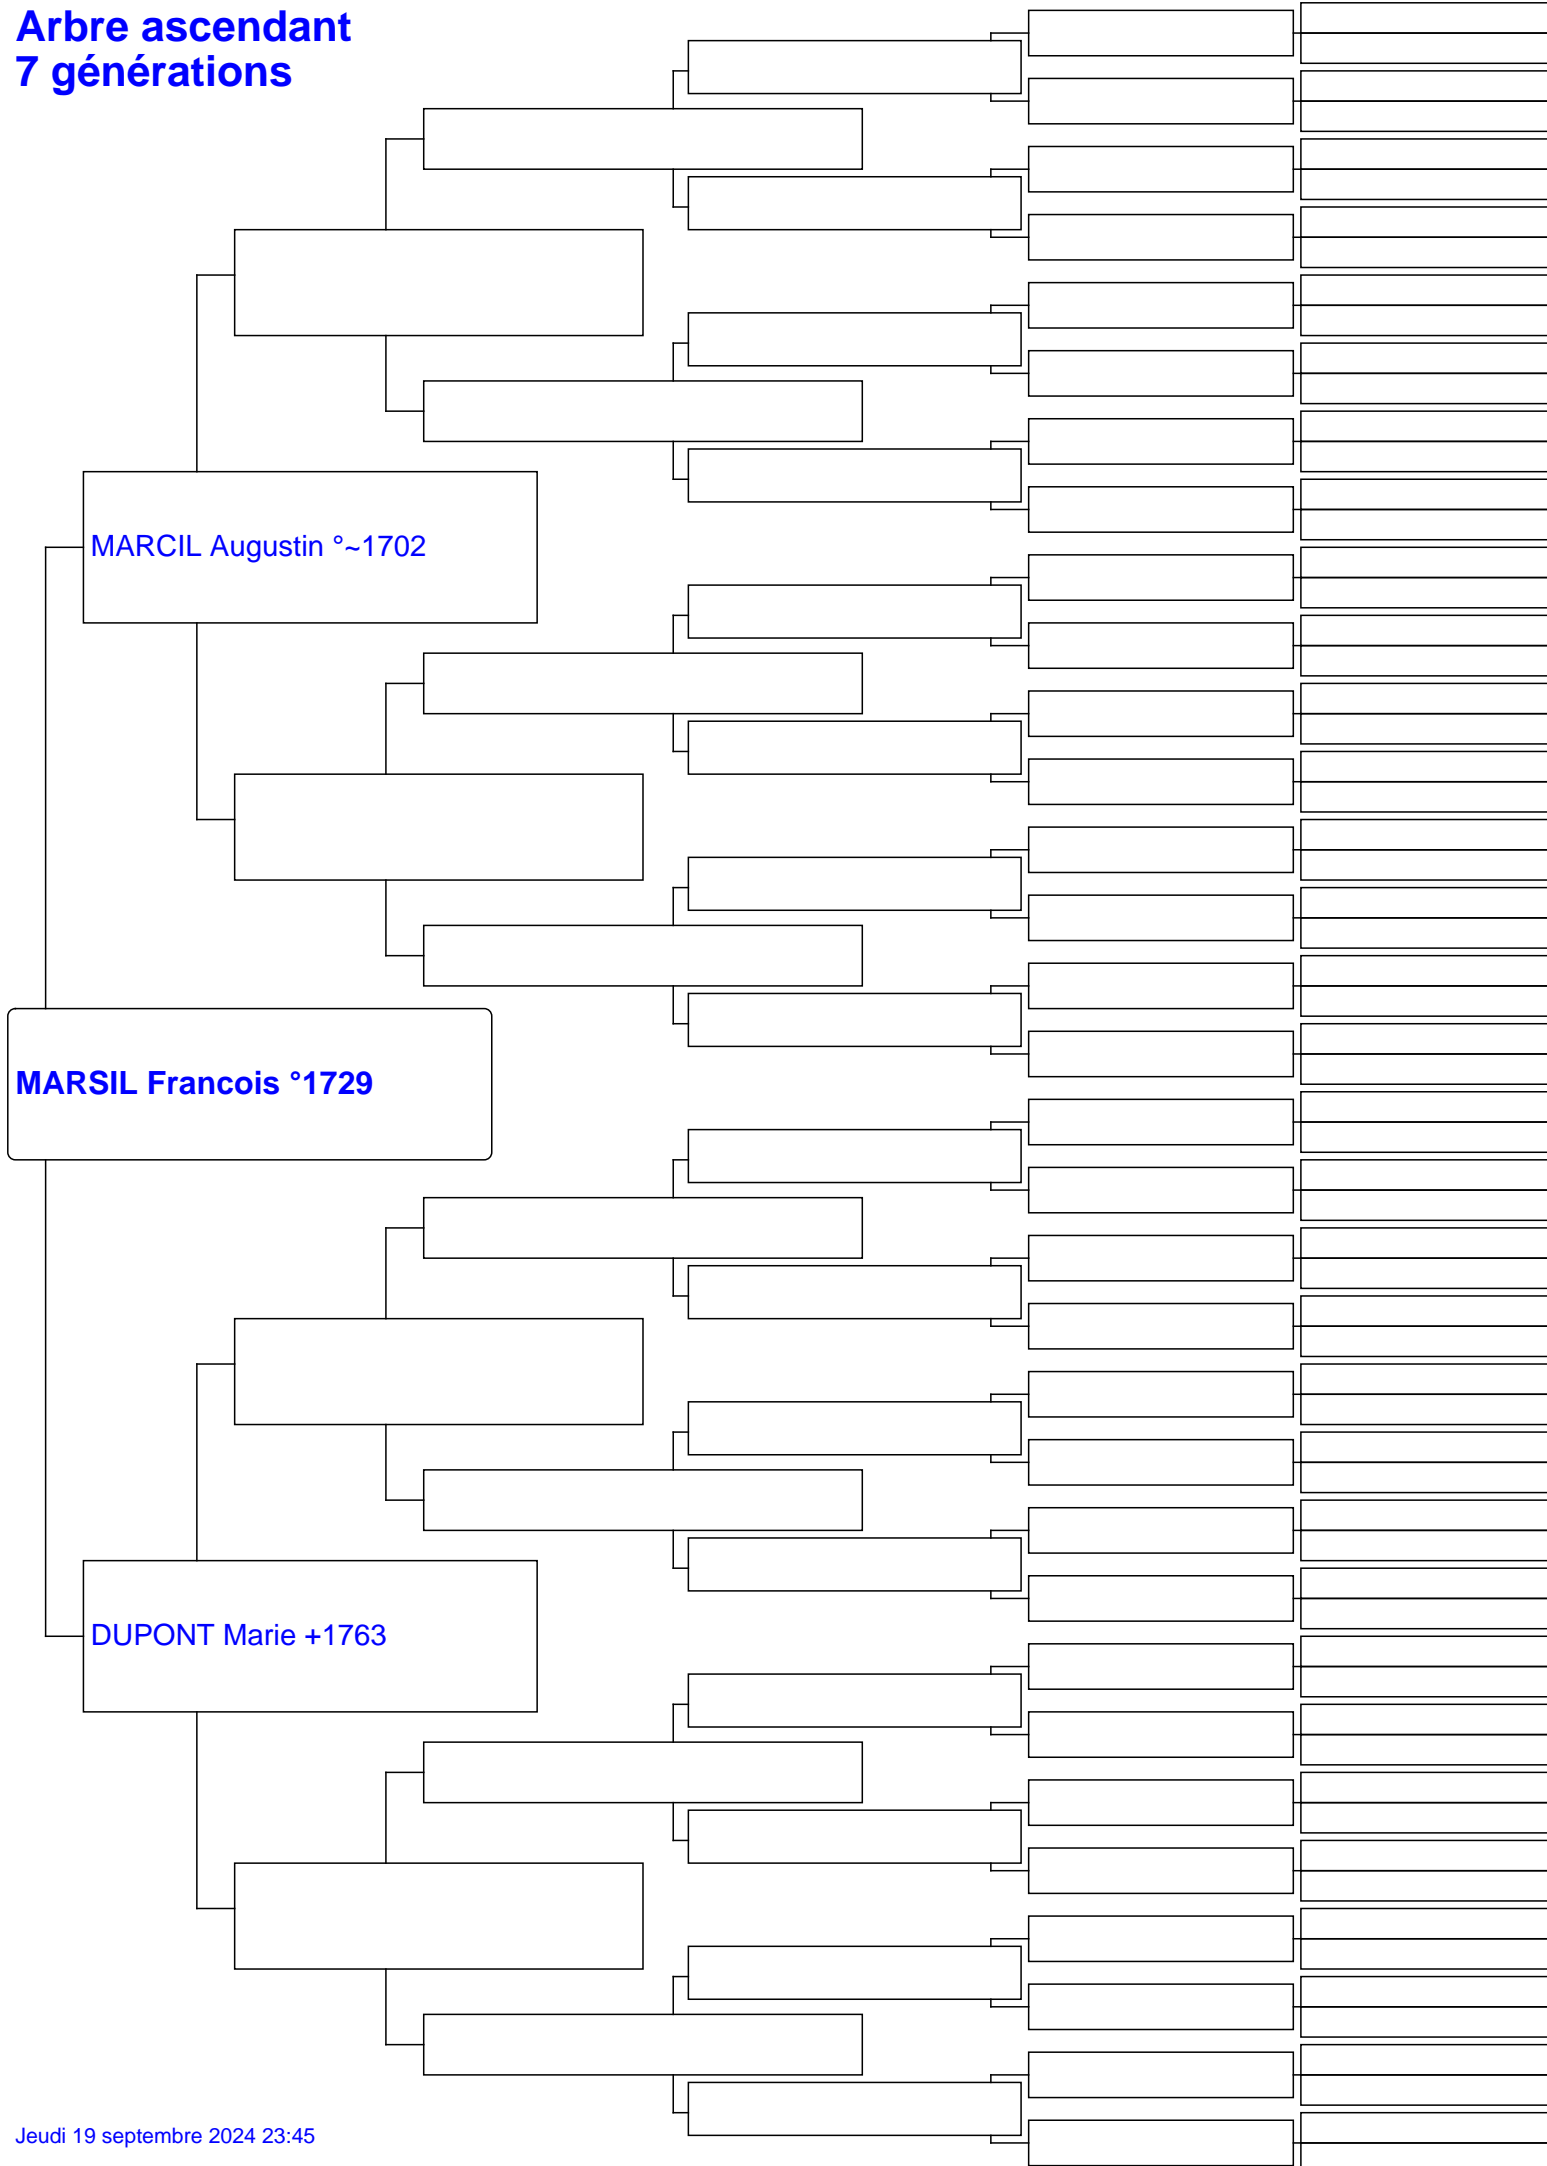 Arbre ascendant
7 générations
MARCIL Augustin °~1702
MARSIL Francois °1729
DUPONT Marie +1763
Jeudi 19 septembre 2024 23:45